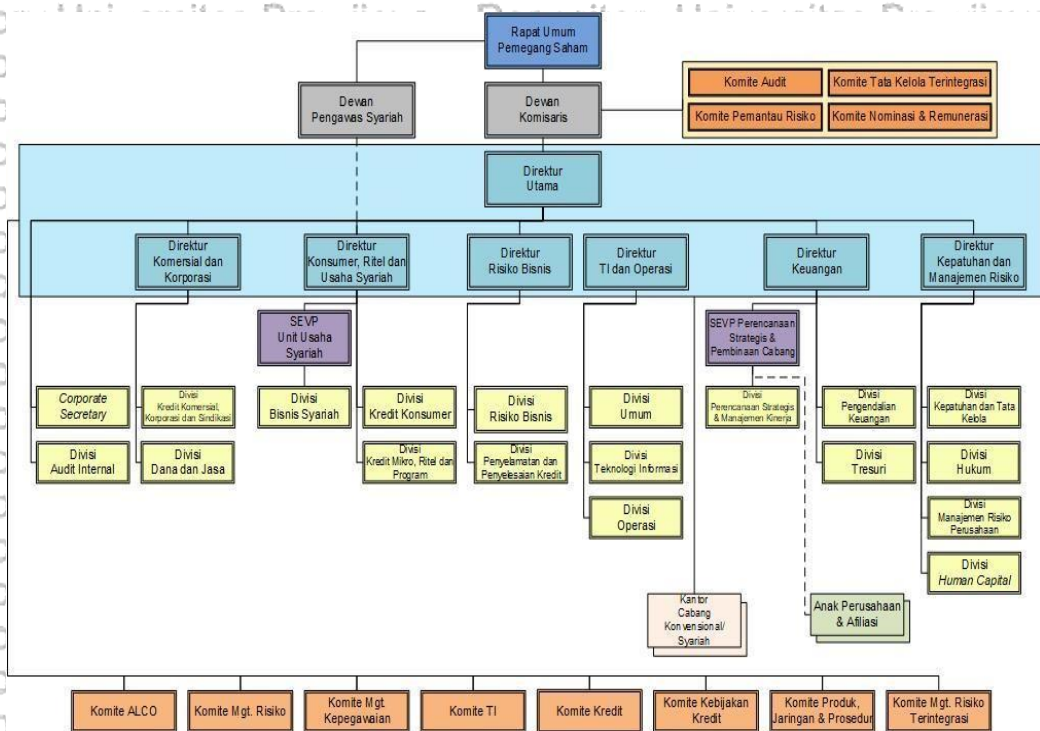 Rapat Umum
Pemegang Saham
Komite Audit
Komite Tata Kelola Terintegrasi
Komite Pemantau Risiko
Komite Nominasi & Remunerasi
Dewan
Pengawas Syariah
Dewan
Komisaris
Direktur
Utama
Direktur
Komersial dan
Korporasi
Direktur
Konsumer, Ritel dan
Usaha Syariah
Direktur
Risiko Bisnis
Direktur
TI dan Operasi
Direktur
Keuangan
Direktur
Kepatuhan dan
Manajemen Risiko
SEVP
Unit Usaha
Syariah
SEVP Perencanaan
Strategis &
Pembinaan Cabang
Corporate
Secretary
Divisi
Kredit Komersial,
Korporasi dan Sindikasi
Divisi
Bisnis Syariah
Divisi
Kredit Konsumer
Divisi
Risiko Bisnis
Divisi
Umum
Divisi
Perencanaan Strategis
& Manajemen Kinerja
Divisi
Pengendalian
Keuangan
Divisi
Kepatuhan dan Tata
Kelola
Divisi
Audit Internal
Divisi
Dana dan Jasa
Divisi
Kredit Mikro, Ritel dan
Program
Divisi
Penyelamatan dan
Penyelesaian Kredit
Divisi
Teknologi Informasi
Divisi
Tresuri
Divisi
Hukum
Divisi
Operasi
Divisi
Manajemen Risiko
Perusahaan
Divisi
Human Capital
Kantor
Cabang
Konvensional/
Syariah
Anak Perusahaan
& Afiliasi
Komite ALCO
Komite Mgt. Risiko
Komite Mgt.
Kepegawaian
Komite TI
Komite Kredit
Komite Kebijakan
Kredit
Komite Produk,
Jaringan & Prosedur
Komite Mgt. Risiko
Terintegrasi